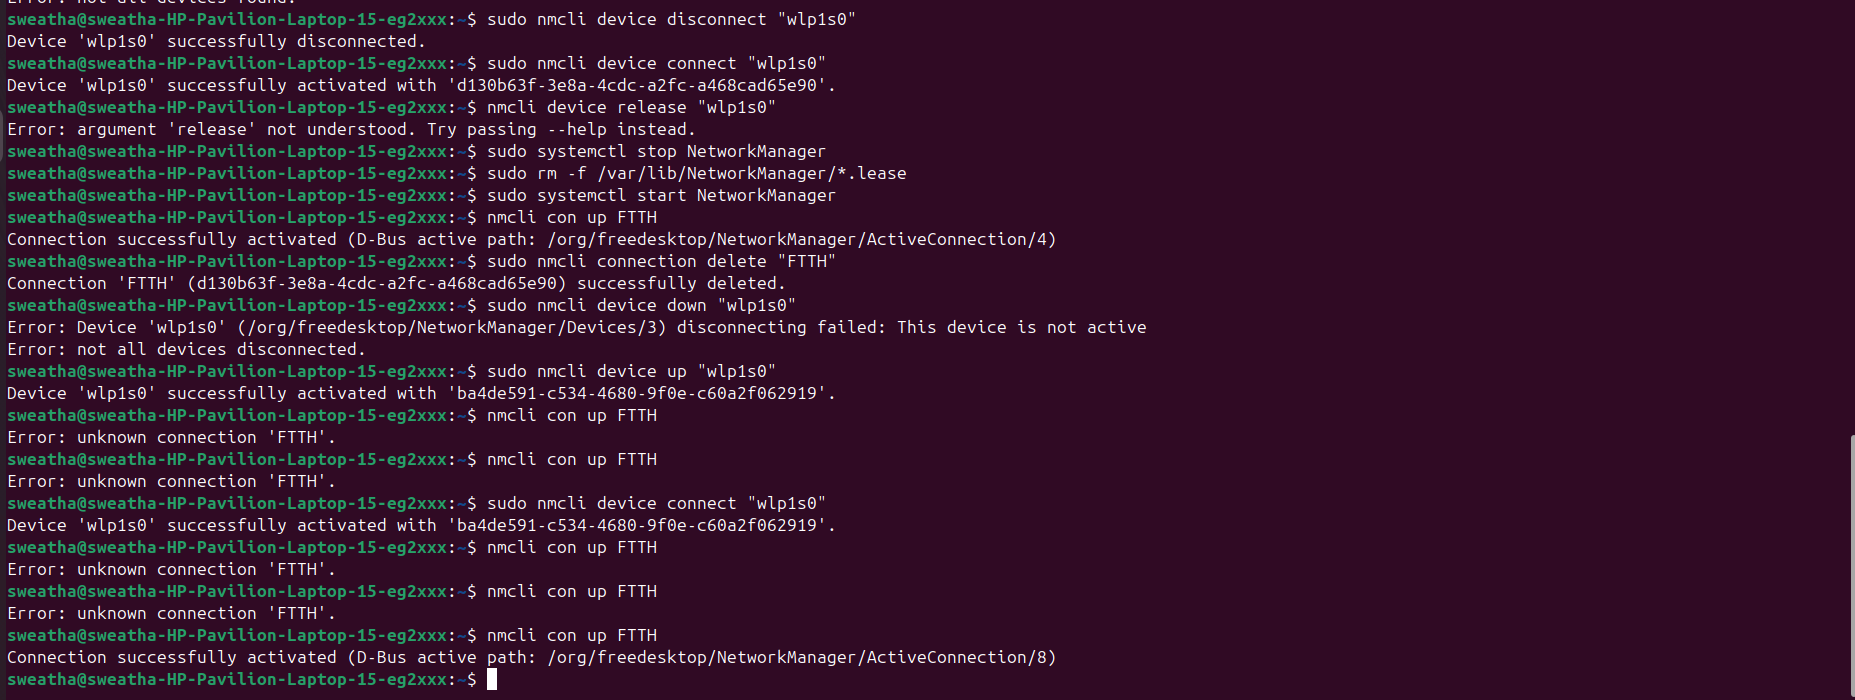 Error: not all devices found.
sweatha@sweatha-HP-Pavilion-Laptop-15-eg2xxx:~$ sudo nmcli device disconnect "wlp1s0"
Device 'wlp1s0' successfully disconnected.
sweatha@sweatha-HP-Pavilion-Laptop-15-eg2xxx:~$ sudo nmcli device connect "wlp1s0"
Device 'wlp1s0' successfully activated with 'd130b63f-3e8a-4cdc-a2fc-a468cad65e90'.
sweatha@sweatha-HP-Pavilion-Laptop-15-eg2xxx:~$ nmcli device release "wlp1s0"
Error: argument 'release' not understood. Try passing --help instead.
sweatha@sweatha-HP-Pavilion-Laptop-15-eg2xxx:~$ sudo systemctl stop NetworkManager
sweatha@sweatha-HP-Pavilion-Laptop-15-eg2xxx:~$ sudo rm -f /var/lib/NetworkManager/*.lease
sweatha@sweatha-HP-Pavilion-Laptop-15-eg2xxx:~$ sudo systemctl start NetworkManager
sweatha@sweatha-HP-Pavilion-Laptop-15-eg2xxx:~$ nmcli con up FTTH
Connection successfully activated (D-Bus active path: /org/freedesktop/NetworkManager/ActiveConnection/4)
sweatha@sweatha-HP-Pavilion-Laptop-15-eg2xxx:~$ sudo nmcli connection delete "FTTH"
Connection 'FTTH' (d130b63f-3e8a-4cdc-a2fc-a468cad65e90) successfully deleted.
sweatha@sweatha-HP-Pavilion-Laptop-15-eg2xxx:~$ sudo nmcli device down "wlp1s0"
Error: Device 'wlp1s0' (/org/freedesktop/NetworkManager/Devices/3) disconnecting failed: This device is not active
Error: not all devices disconnected.
sweatha@sweatha-HP-Pavilion-Laptop-15-eg2xxx:~$ sudo nmcli device up "wlp1s0"
Device 'wlp1s0' successfully activated with 'ba4de591-c534-4680-9f0e-c60a2f062919'.
sweatha@sweatha-HP-Pavilion-Laptop-15-eg2xxx:~$ nmcli con up FTTH
Error: unknown connection 'FTTH'.
sweatha@sweatha-HP-Pavilion-Laptop-15-eg2xxx:~$ nmcli con up FTTH
Error: unknown connection 'FTTH'.
sweatha@sweatha-HP-Pavilion-Laptop-15-eg2xxx:~$ sudo nmcli device connect "wlp1s0"
Device 'wlp1s0' successfully activated with 'ba4de591-c534-4680-9f0e-c60a2f062919'.
sweatha@sweatha-HP-Pavilion-Laptop-15-eg2xxx:~$ nmcli con up FTTH
Error: unknown connection 'FTTH'.
sweatha@sweatha-HP-Pavilion-Laptop-15-eg2xxx:~$ nmcli con up FTTH
Error: unknown connection 'FTTH'.
sweatha@sweatha-HP-Pavilion-Laptop-15-eg2xxx:~$ nmcli con up FTTH
Connection successfully activated (D-Bus active path: /org/freedesktop/NetworkManager/ActiveConnection/8)
sweatha@sweatha-HP-Pavilion-Laptop-15-eg2xxx:~$